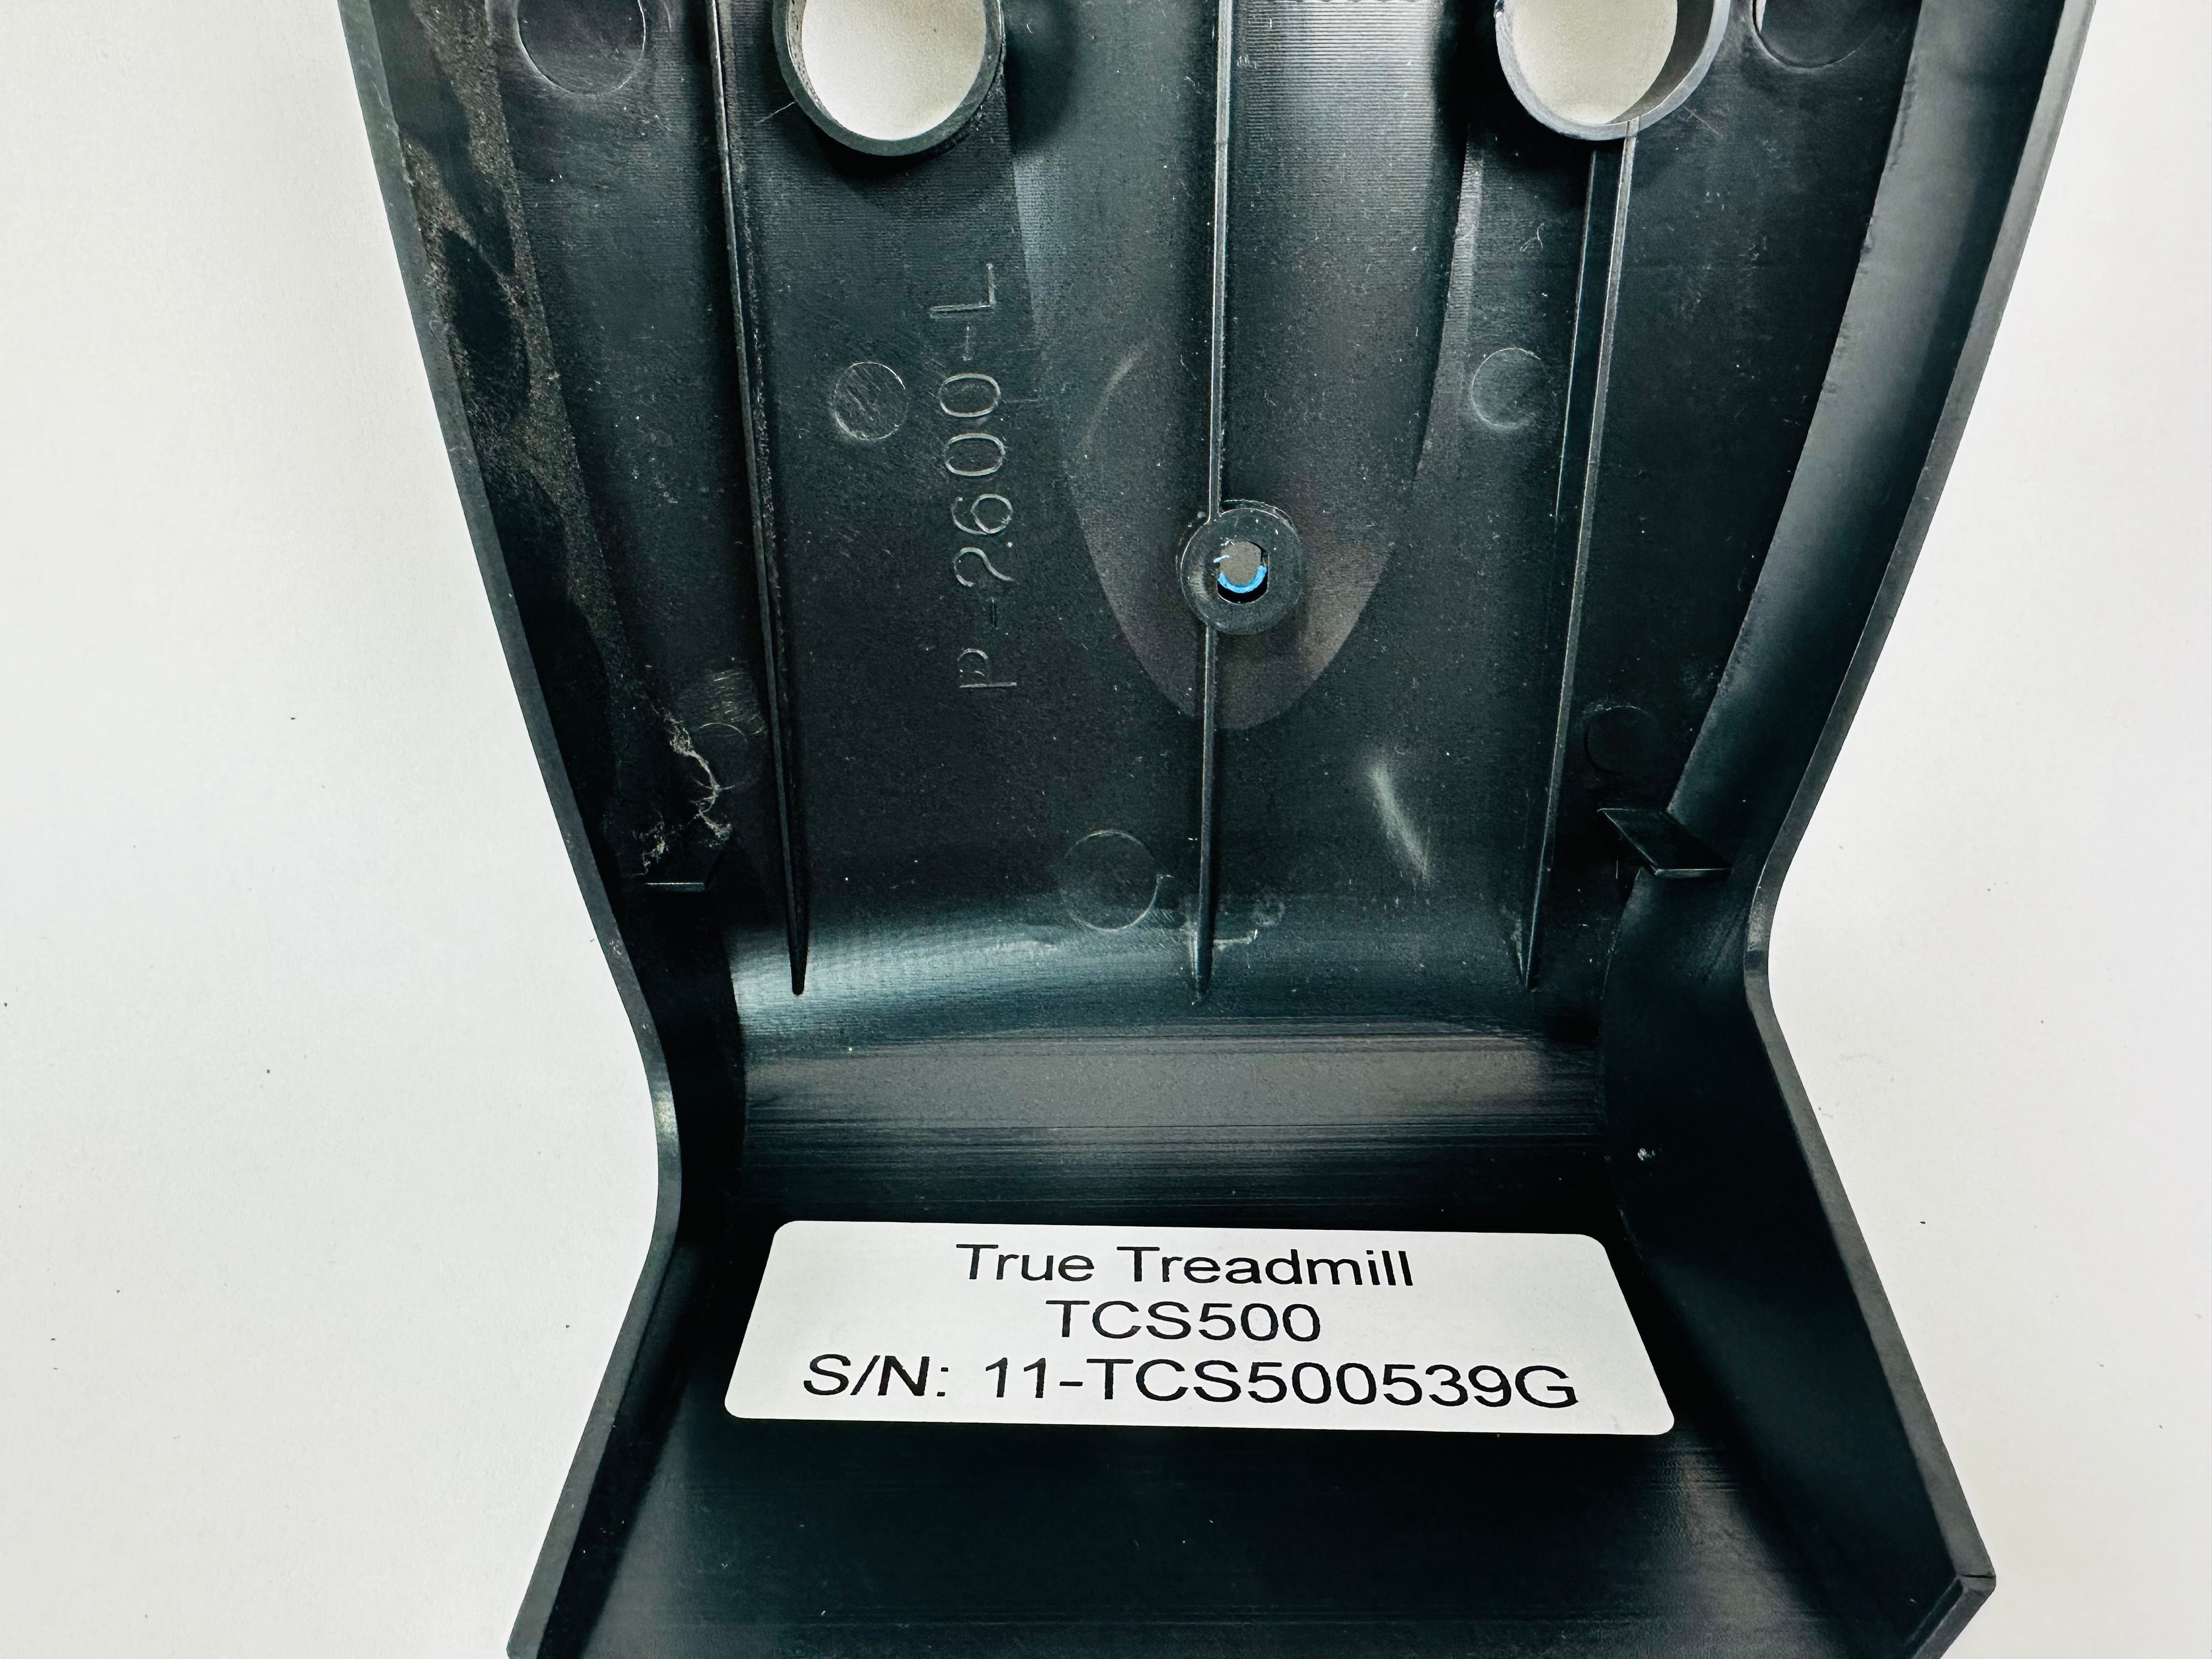 P-2600-L
True Treadmill
TCS500
S/N: 11-TCS500539G